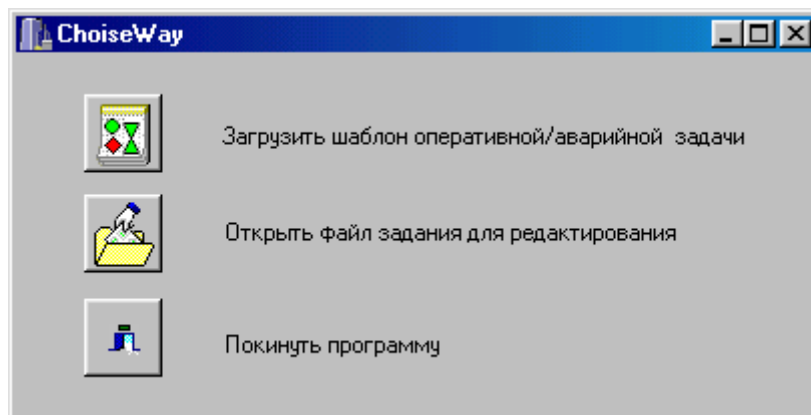 ChoiseWay
Загрузить шаблон оперативной/аварийной задачи
Открыть файл задания для редактирования
Покинуть программу